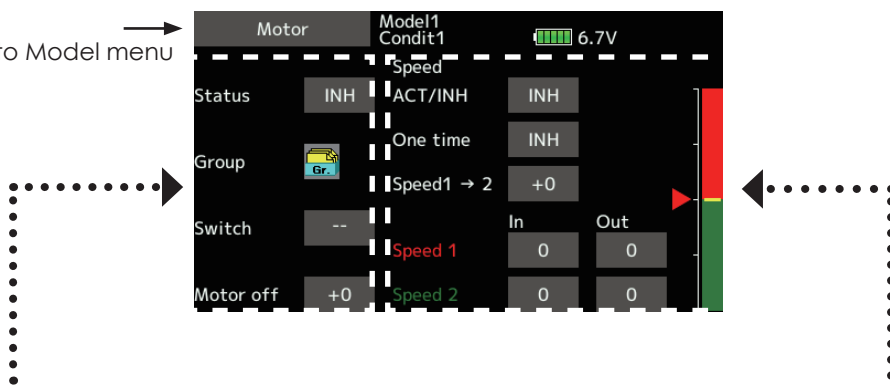 Motor
Model1
Condit1
6.7V
to Model menu
Status
INH
Group
Gr.
Switch
--
Motor off
+0
Speed
ACT/INH
INH
One time
INH
Speed1 → 2
+0
In
Out
Speed 1
0
0
Speed 2
0
0